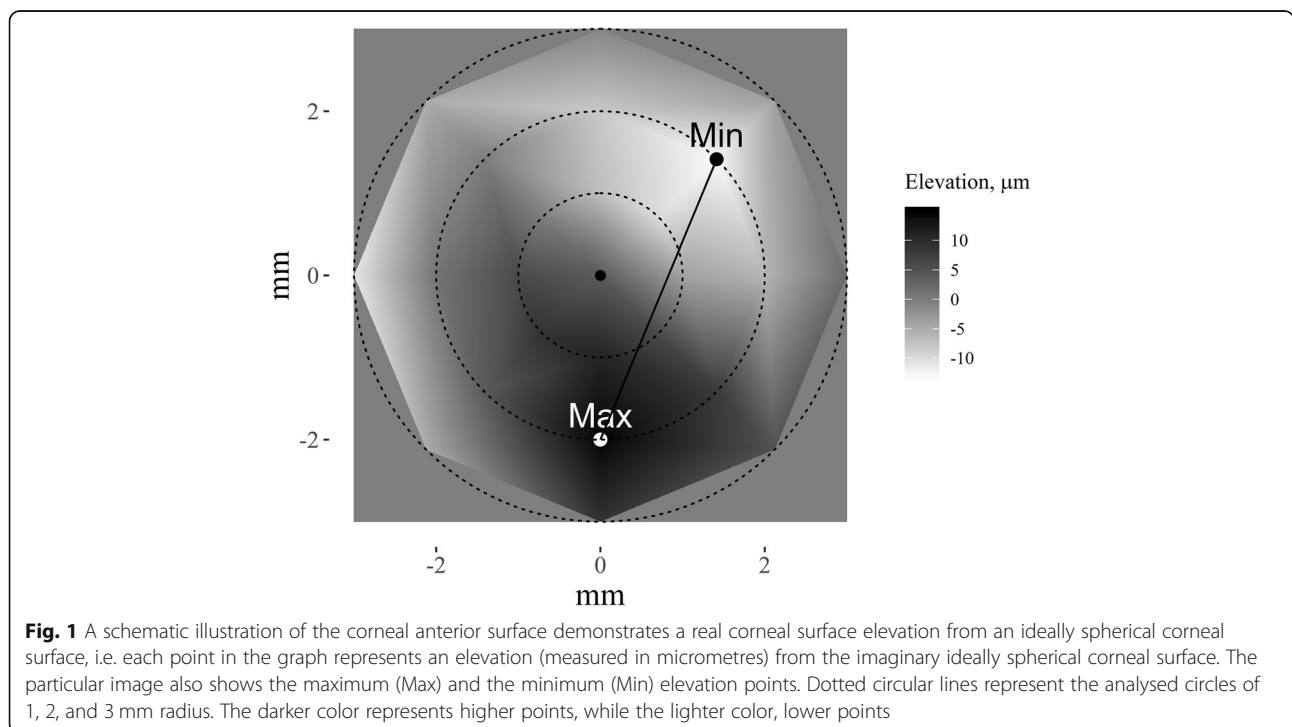 2
Min
Elevation, μm
10
5
0
-5
-10
mm
0
Max
-2
-2
0
2
mm
Fig. 1 A schematic illustration of the corneal anterior surface demonstrates a real corneal surface elevation from an ideally spherical corneal
surface, i.e. each point in the graph represents an elevation (measured in micrometres) from the imaginary ideally spherical corneal surface. The
particular image also shows the maximum (Max) and the minimum (Min) elevation points. Dotted circular lines represent the analysed circles of
1, 2, and 3 mm radius. The darker color represents higher points, while the lighter color, lower points